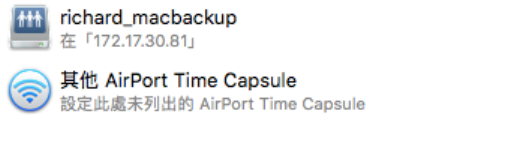 richard_macbackup
在「172.17.30.81」
其他 AirPort Time Capsule
設定此處未列出的 AirPort Time Capsule